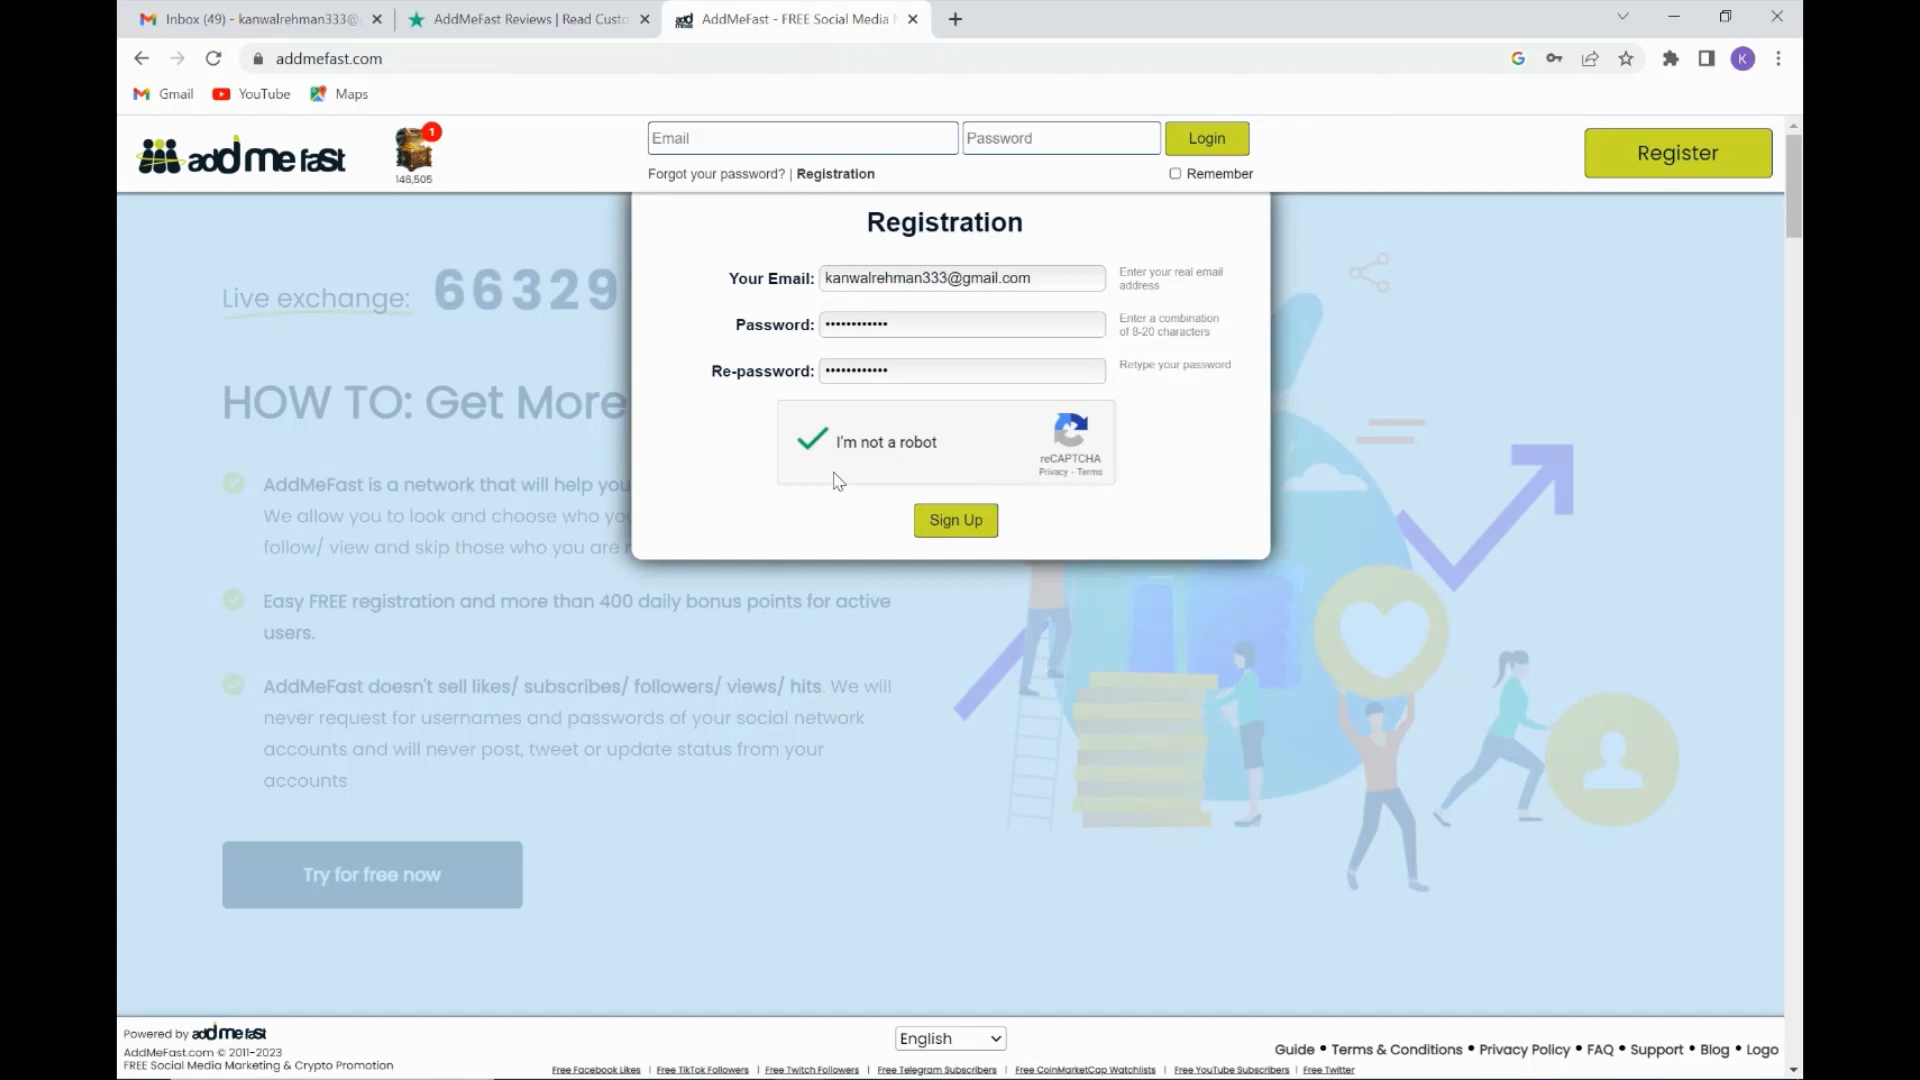 Inbox (49) - kanwalrehman333@
AddMeFast Reviews | Read Custo
AddMeFast - FREE Social Media
addmefast.com
K
Gmail
YouTube
Maps
add me fast
1
146,505
Email
Password
Login
Forgot your password? | Registration
Remember
Register
Registration
Your Email:
kanwalrehman333@gmail.com
Enter your real email
address
Password:
••••••••••••
Enter a combination
of 8-20 characters
Re-password:
••••••••••••
Retype your password
I'm not a robot
reCAPTCHA
Privacy - Terms
Sign Up
Live exchange: 66329
HOW TO: Get More
AddMeFast is a network that will help you
We allow you to look and choose who you
follow/ view and skip those who you are
Easy FREE registration and more than 400 daily bonus points for active
users.
AddMeFast doesn't sell likes/ subscribes/ followers/ views/ hits. We will
never request for usernames and passwords of your social network
accounts and will never post, tweet or update status from your
accounts
Try for free now
Powered by add me fast
AddMeFast.com © 2011-2023
FREE Social Media Marketing & Crypto Promotion
English
Guide • Terms & Conditions • Privacy Policy • FAQ • Support • Blog • Logo
Free Facebook Likes | Free TikTok Followers | Free Twitch Followers | Free Telegram Subscribers | Free CoinMarketCap Watchlists | Free YouTube Subscribers | Free Twitter